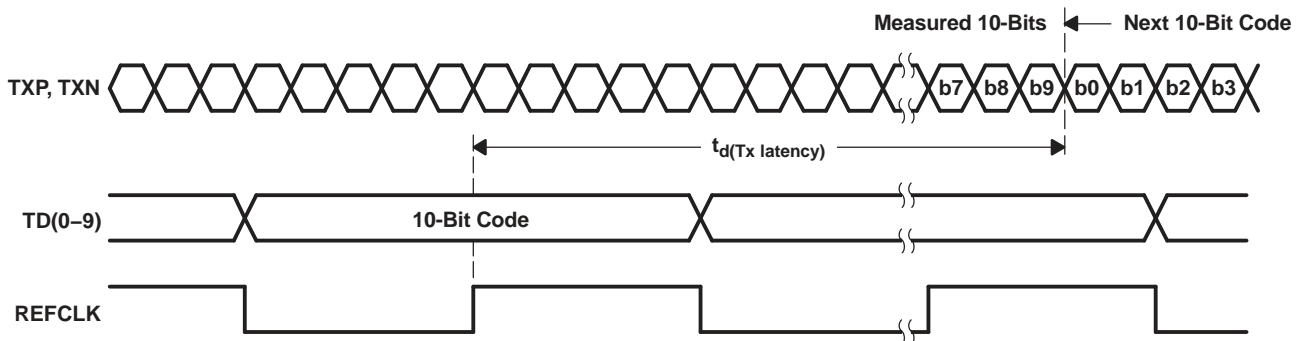 Measured 10-Bits
Next 10-Bit Code
TXP, TXN
b7 b8 b9 b0 b1 b2 b3
td(Tx latency)
TD(0–9)
10-Bit Code
REFCLK